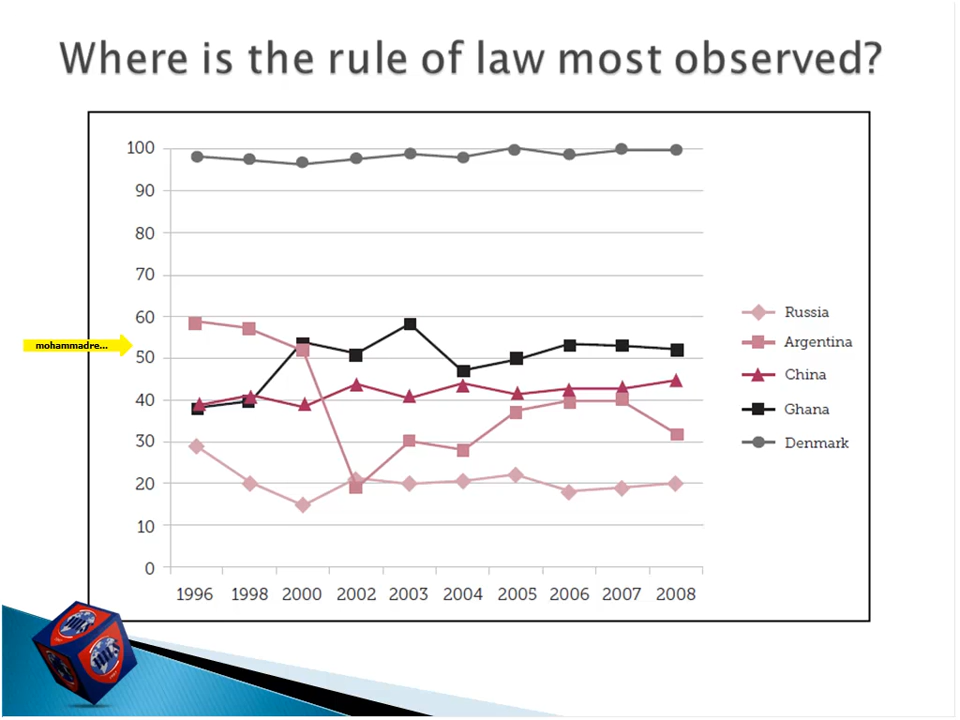 Where is the rule of law most observed?
100
90
80
70
60
50
40
30
20
10
0
mohammadre...
1996 1998 2000 2002 2003 2004 2005 2006 2007 2008
Russia
Argentina
China
Ghana
Denmark